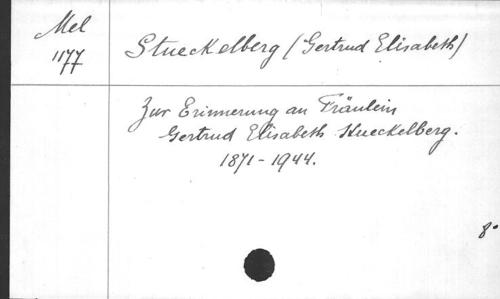 Mel
1177
Stueckelberg (Gertrud Elisabeth)
Zur Erinnerung an Fräulein
Gertrud Elisabeth Stueckelberg.
1871-1944.
8°